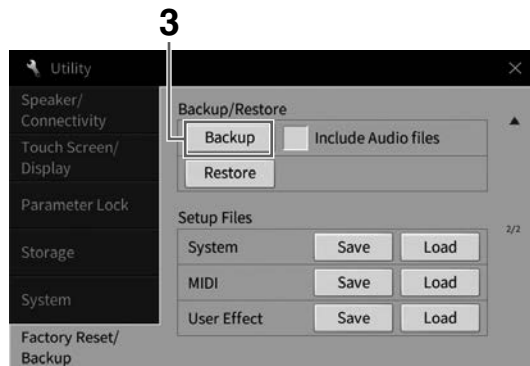 3
Utility
Speaker/
Connectivity
Touch Screen/
Display
Parameter Lock
Storage
System
Factory Reset/
Backup
Backup/Restore
Backup
Include Audio files
Restore
Setup Files
System Save Load
MIDI Save Load
User Effect Save Load
2/2